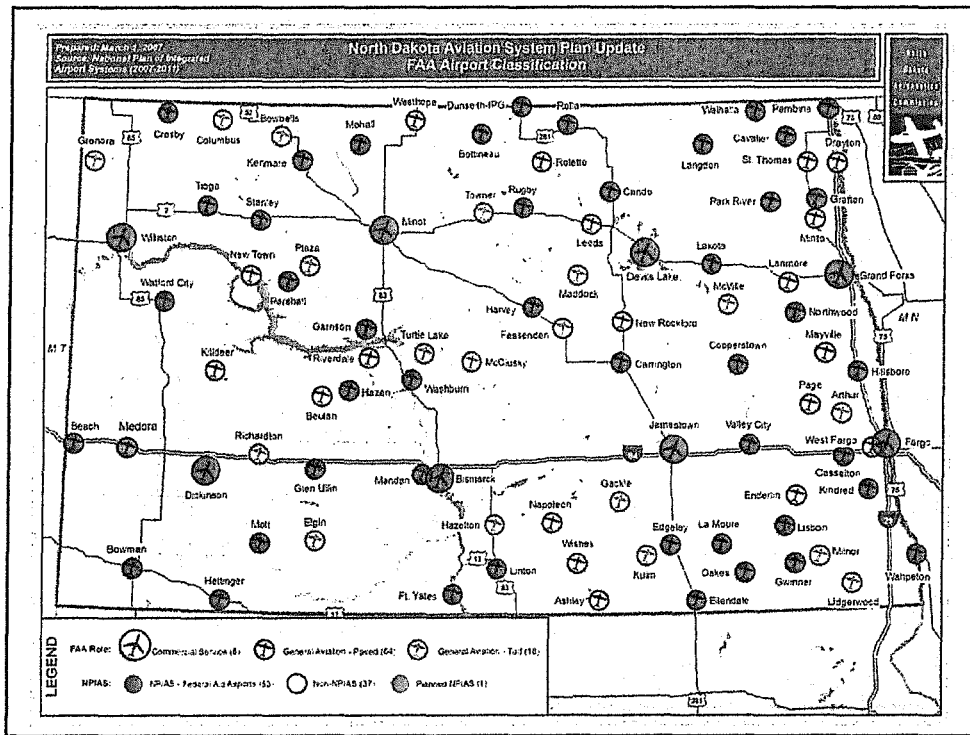 Prepared: March 1, 2007
Source: National Plan of Integrated
Airport Systems (2007-2011)
North Dakota Aviation System Plan Update
FAA Airport Classification
Crosby
Columbus
Bowbells
Mohall
Westhope
Dunseith-IPG
Rolla
Walhalla
Pembina
Grenora
Kenmare
Bottineau
Rolette
Langdon
Cavalier
St. Thomas
Drayton
Tioga
Stanley
Minot
Towner
Rugby
Cando
Park River
Grafton
Minto
Williston
New Town
Plaza
Parshall
Leeds
Devils Lake
Lakota
Larimore
Grand Forks
Watford City
Maddock
McVille
Northwood
MN
MT
Garrison
Harvey
Fessenden
New Rockford
Cooperstown
Mayville
Killdeer
Riverdale
Turtle Lake
McClusky
Carrington
Hillsboro
Beulah
Hazen
Washburn
Page
Arthur
Beach
Medora
Richardton
Jamestown
Valley City
West Fargo
Fargo
Dickinson
Glen Ullin
Mandan
Bismarck
Casselton
Kindred
Gackle
Enderlin
Mott
Elgin
Hazelton
Napoleon
Edgeley
La Moure
Lisbon
Bowman
Wishek
Kulm
Oakes
Gwinner
Milnor
Wahpeton
Hettinger
Ft. Yates
Linton
Ashley
Ellendale
Lidgerwood
LEGEND
FAA Role:
Commercial Service (8)
General Aviation - Paved (64)
General Aviation - Turf (18)
NPIAS:
NPIAS - Federal Aid Airports (53)
Non-NPIAS (37)
Planned NPIAS (1)